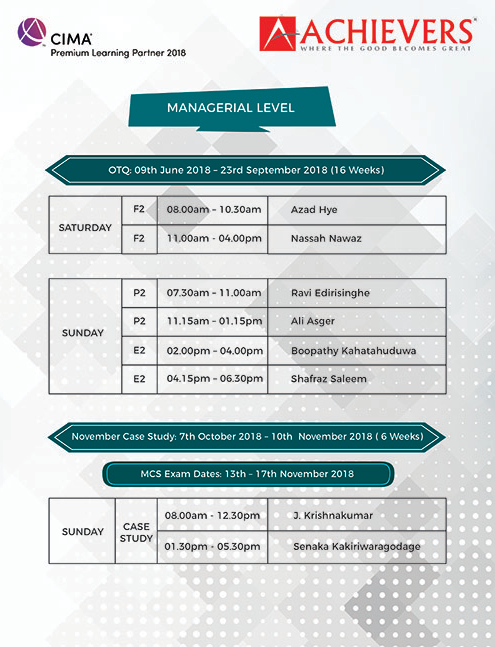 CIMA®
Premium Learning Partner 2018
ACHIEVERS®
WHERE THE GOOD BECOMES GREAT
MANAGERIAL LEVEL
OTQ: 09th June 2018 – 23rd September 2018 (16 Weeks)
SATURDAY
F2 08.00am – 10.30am Azad Hye
F2 11.00am - 04.00pm Nassah Nawaz
SUNDAY
P2 07.30am – 11.00am Ravi Edirisinghe
P2 11.15am – 01.15pm Ali Asger
E2 02.00pm – 04.00pm Boopathy Kahatahuduwa
E2 04.15pm – 06.30pm Shafraz Saleem
November Case Study: 7th October 2018 – 10th November 2018 ( 6 Weeks)
MCS Exam Dates: 13th – 17th November 2018
SUNDAY
CASE
STUDY
08.00am - 12.30pm J. Krishnakumar
01.30pm - 05.30pm Senaka Kakiriwaragodage